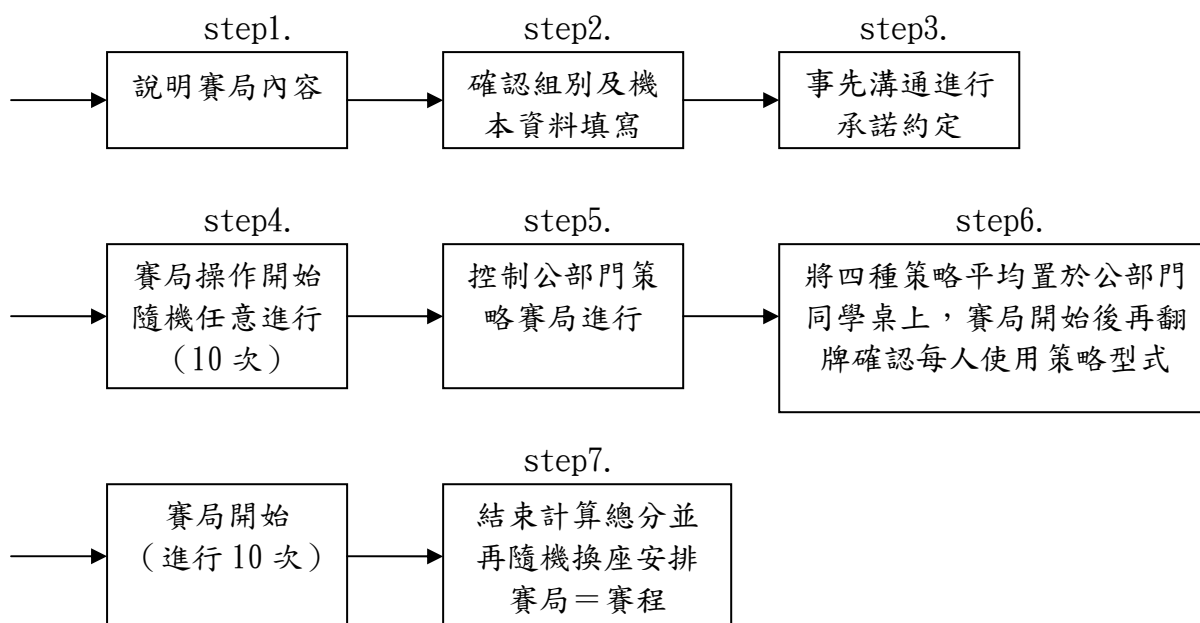 step1.
說明賽局內容
step2.
確認組別及機
本資料填寫
step3.
事先溝通進行
承諾約定
step4.
賽局操作開始
隨機任意進行
（10 次）
step5.
控制公部門策
略賽局進行
step6.
將四種策略平均置於公部門
同學桌上，賽局開始後再翻
牌確認每人使用策略型式
賽局開始
（進行 10 次）
step7.
結束計算總分並
再隨機換座安排
賽局＝賽程